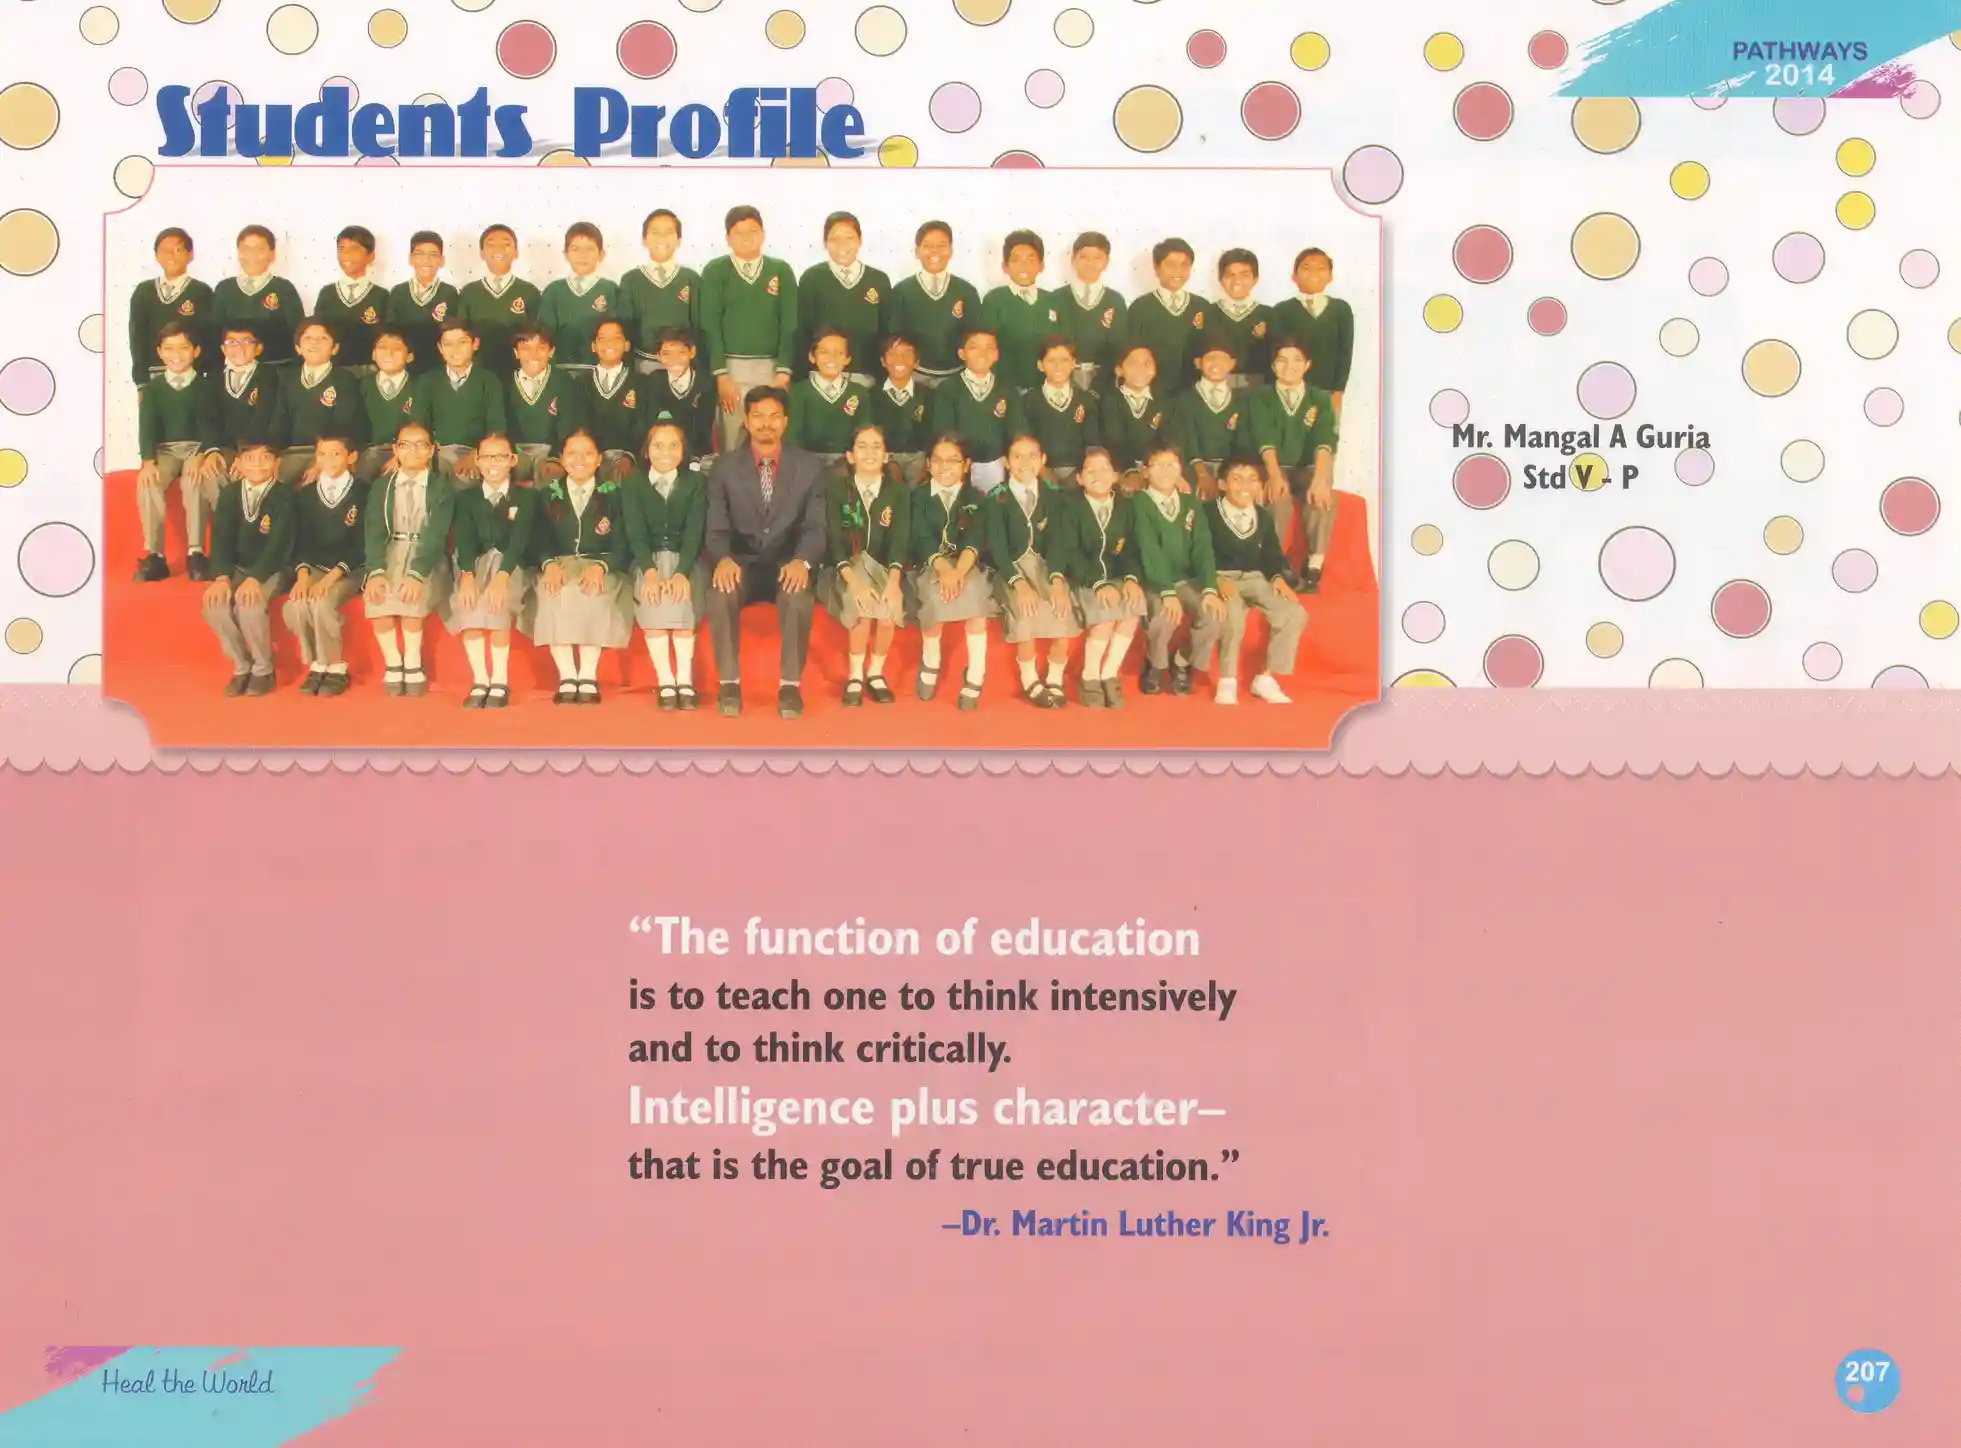 PATHWAYS
2014
Students Profile
Mr. Mangal A Guria
Std V - P
“The function of education
is to teach one to think intensively
and to think critically.
Intelligence plus character–
that is the goal of true education.”
–Dr. Martin Luther King Jr.
Heal the World
207